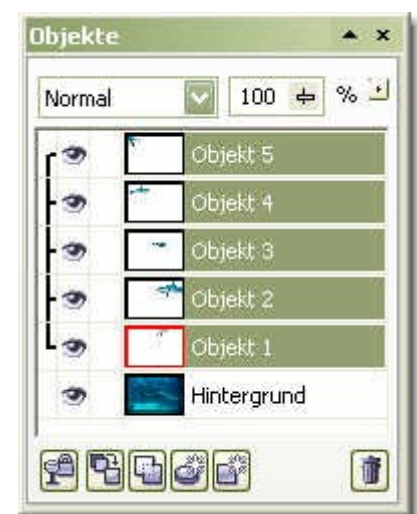 Objekte
Normal 100 %
Objekt 5
Objekt 4
Objekt 3
Objekt 2
Objekt 1
Hintergrund